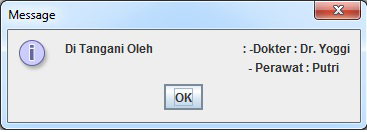 Message
Di Tangani Oleh : -Dokter : Dr. Yoggi
- Perawat : Putri
OK